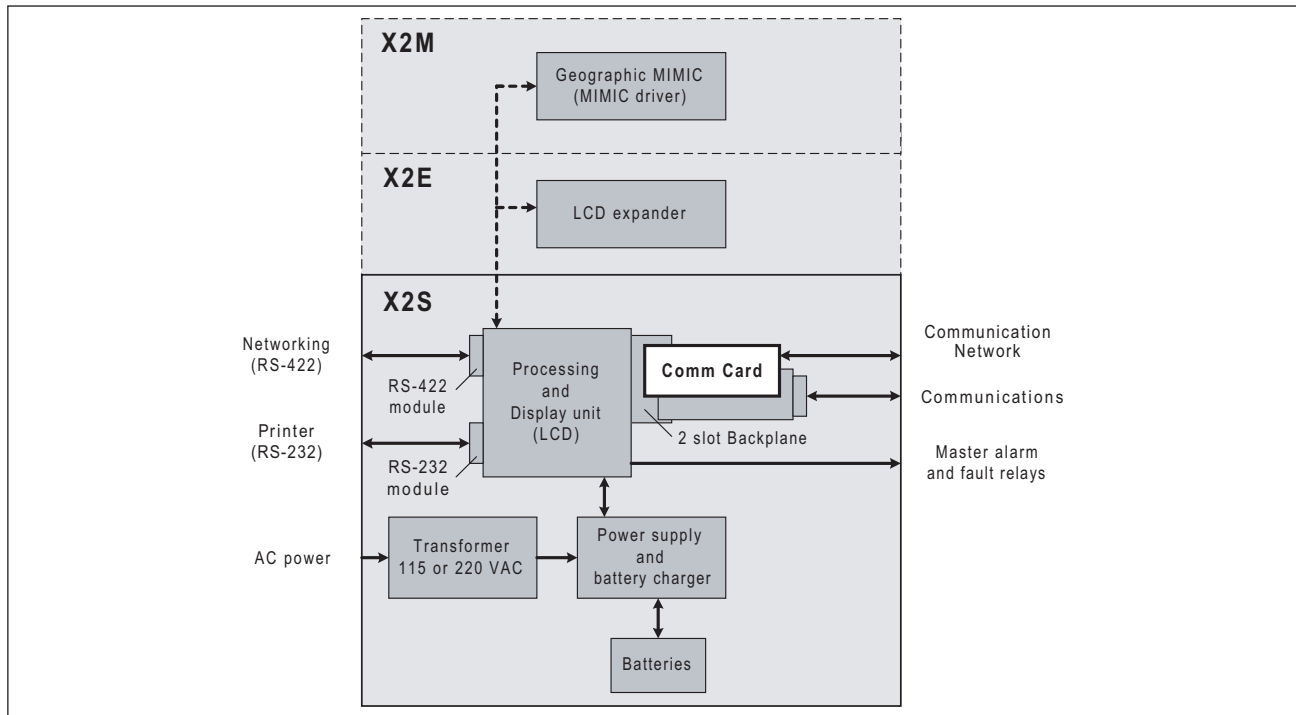 X2M
Geographic MIMIC
(MIMIC driver)
X2E
LCD expander
X2S
Networking
(RS-422)
RS-422
module
Processing
and
Display unit
(LCD)
Comm Card
2 slot Backplane
Communication
Network
Communications
Printer
(RS-232)
RS-232
module
Master alarm
and fault relays
AC power
Transformer
115 or 220 VAC
Power supply
and
battery charger
Batteries